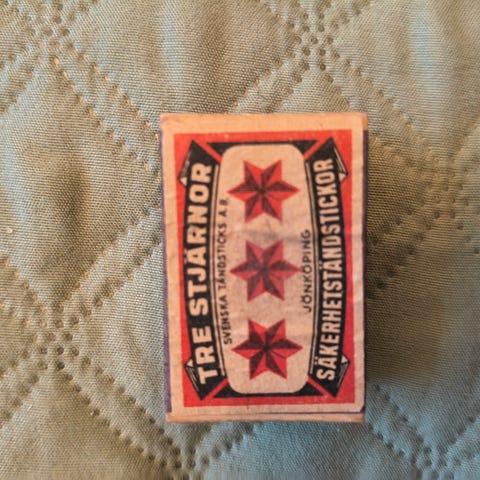 TRE STJÄRNOR
SVENSKA TÄNDSTICKS A.B.
JÖNKÖPING
SÄKERHETSTÄNDSTICKOR